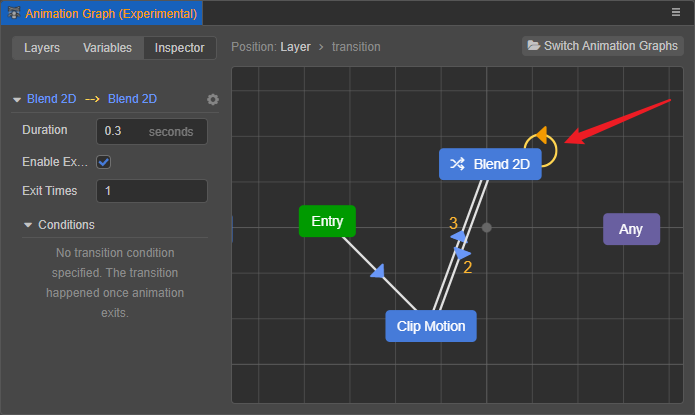 Animation Graph (Experimental)
Layers Variables Inspector
Position: Layer > transition
Switch Animation Graphs
Blend 2D --> Blend 2D
Duration 0.3 seconds
Enable Ex...
Exit Times 1
Conditions
No transition condition
specified. The transition
happened once animation
exits.
Blend 2D
Entry
3
Any
2
Clip Motion